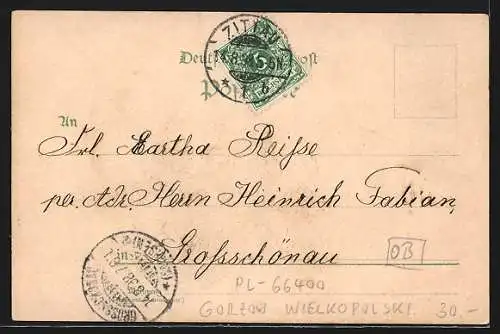 ZITTAU
Deutsche Reichspost
Postkarte
An
Frl. Martha Reisse
per Adr. Herrn Heinrich Fabian,
Grossschönau
in
OB
PL-66400
GORZÓW WIELKOPOLSKI 30.-